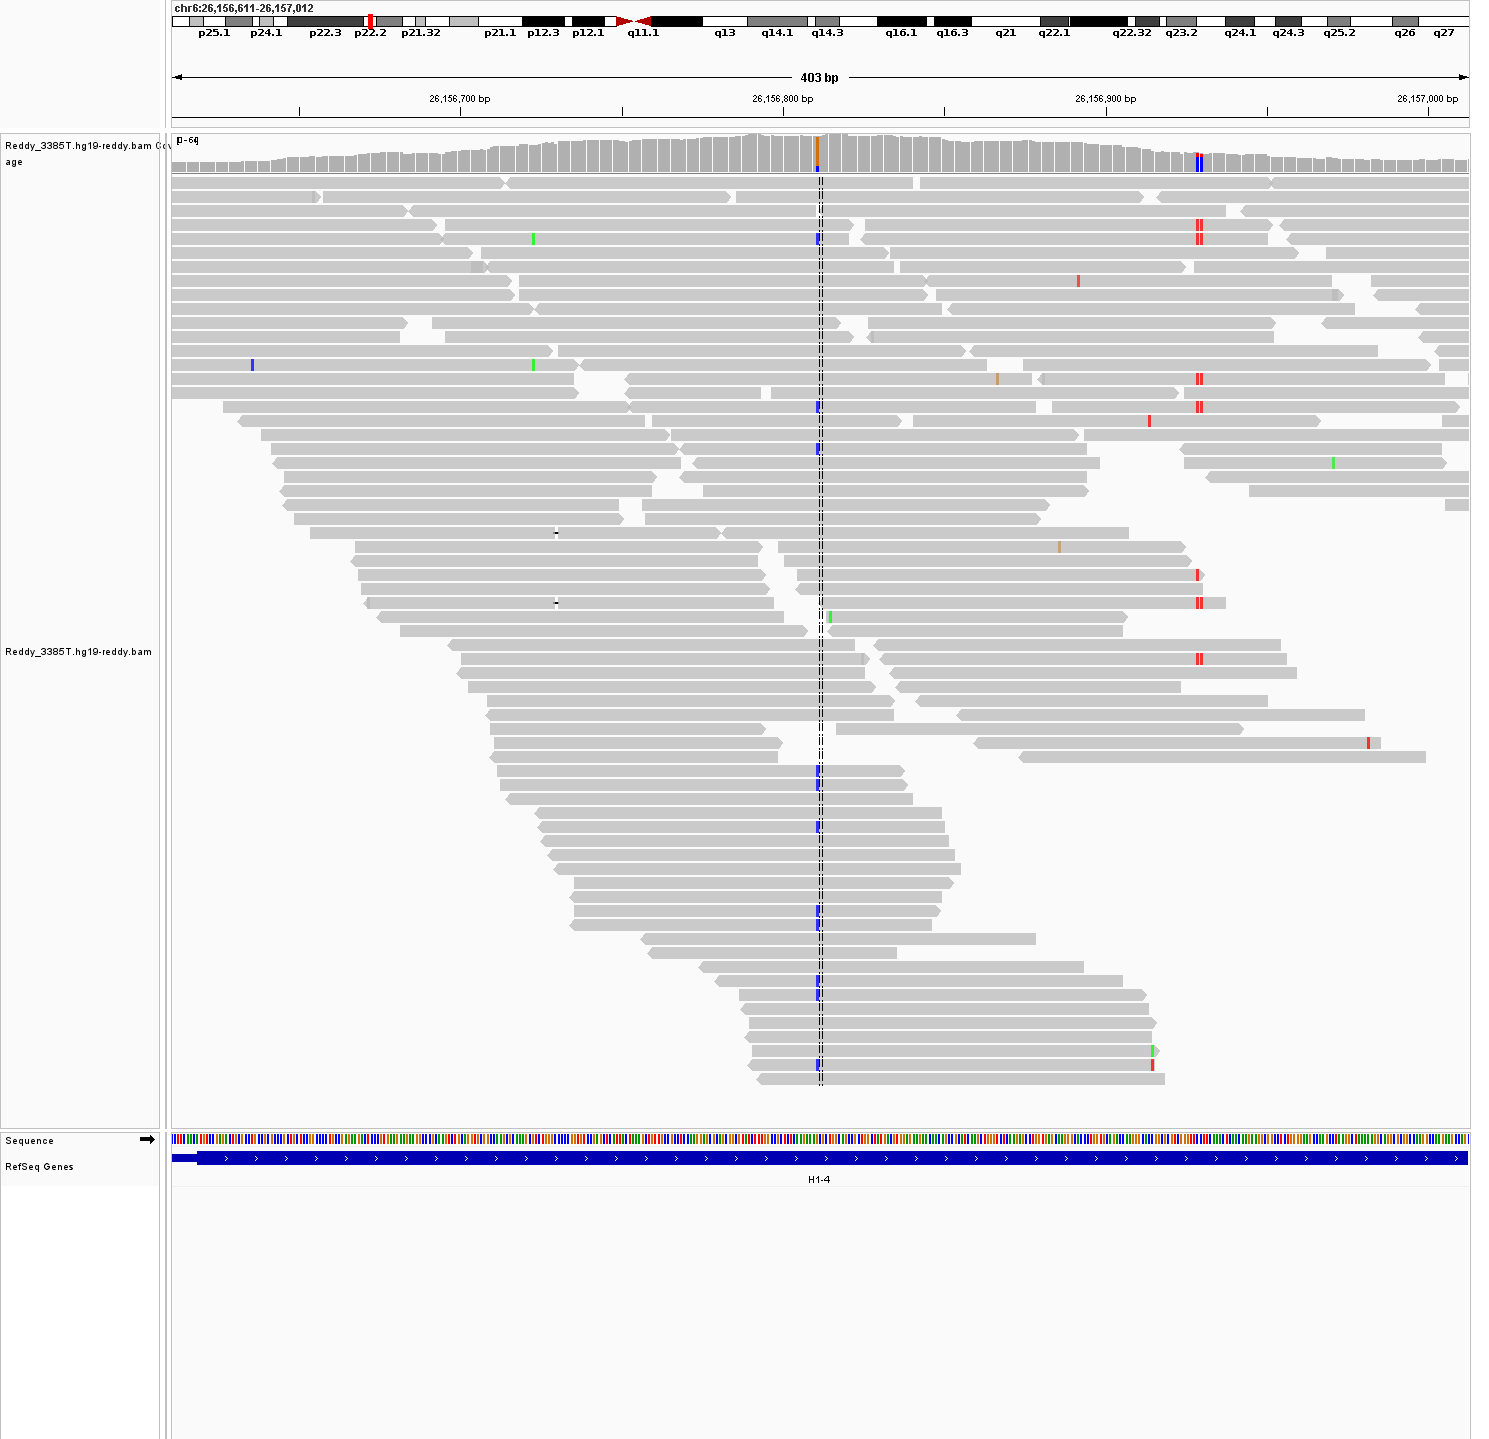 chr6:26,156,611-26,157,012
p25.1 p24.1 p22.3 p22.2 p21.32 p21.1 p12.3 p12.1 q11.1 q13 q14.1 q14.3 q16.1 q16.3 q21 q22.1 q22.32 q23.2 q24.1 q24.3 q25.2 q26 q27
403 bp
26,156,700 bp 26,156,800 bp 26,156,900 bp 26,157,000 bp
Reddy_3385T.hg19-reddy.bam Cov
age
[0-64]
Reddy_3385T.hg19-reddy.bam
Sequence
RefSeq Genes
H1-4